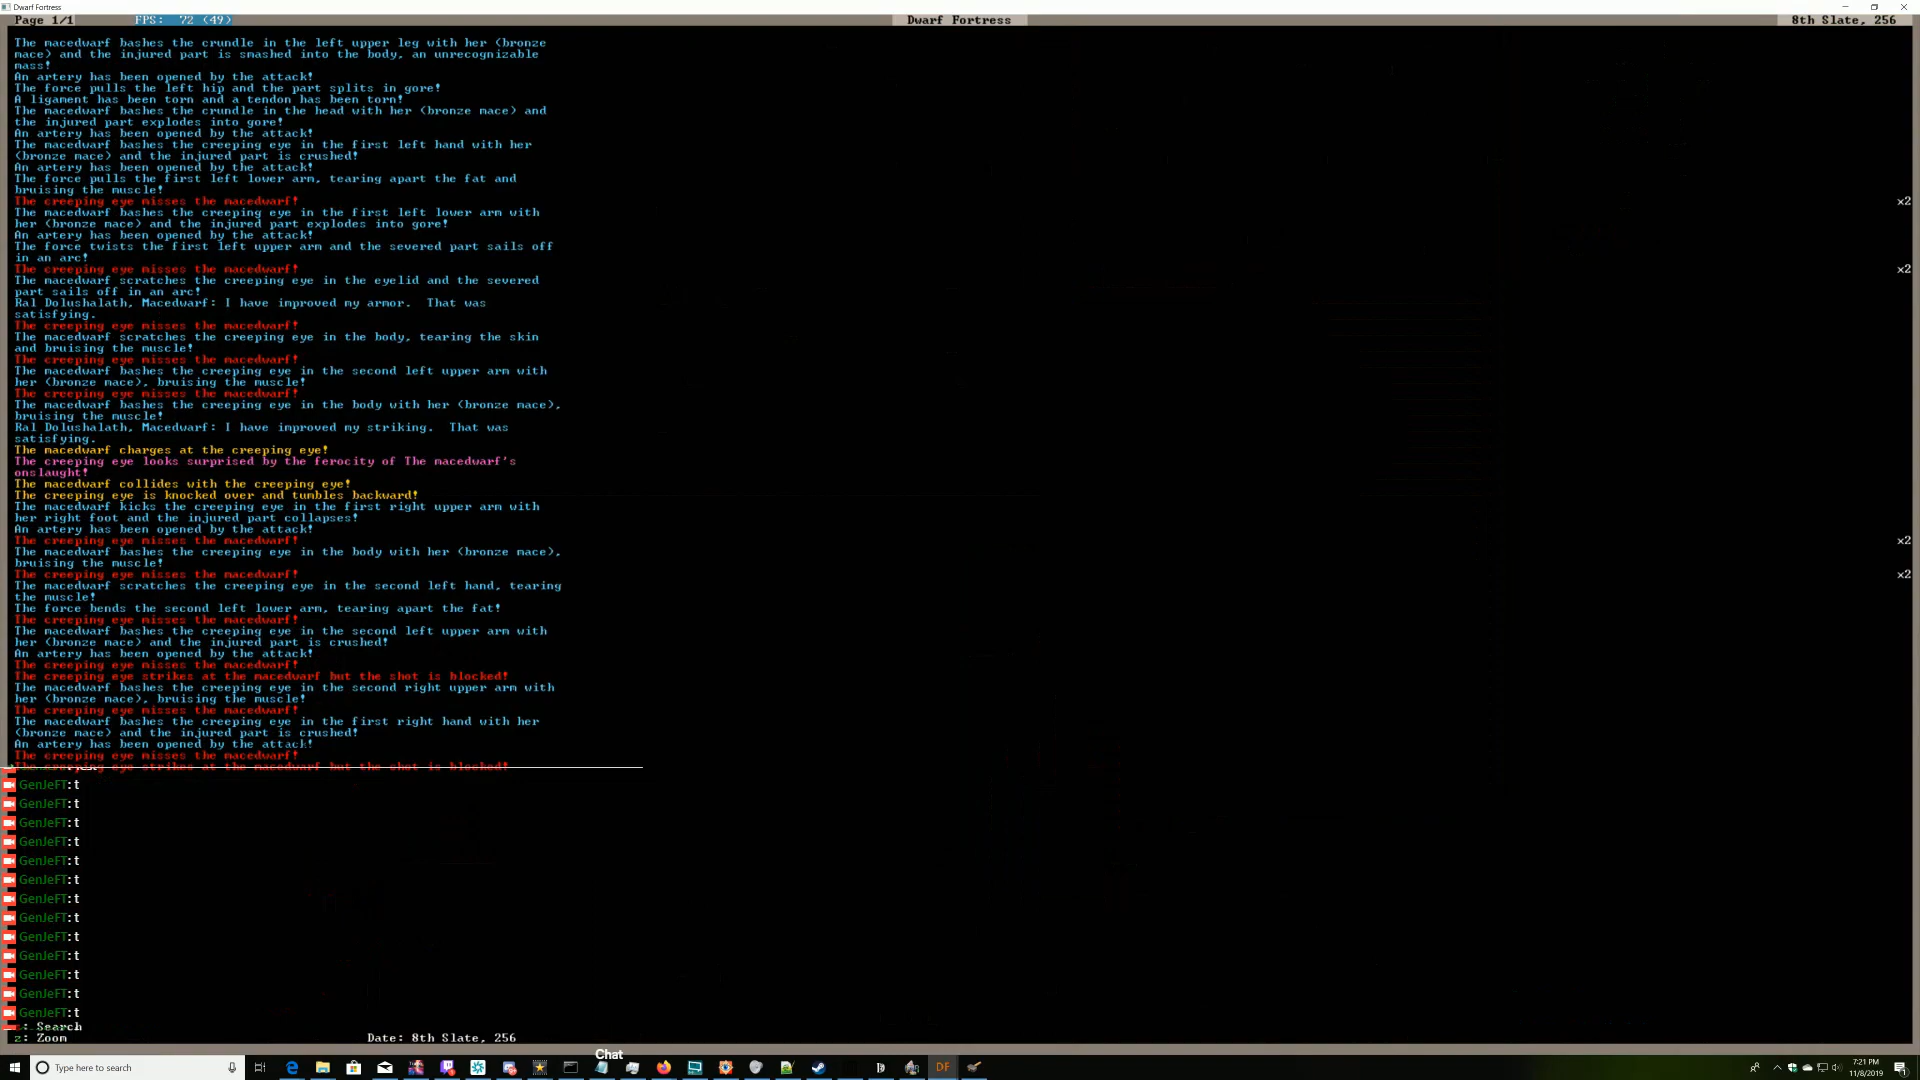 Dwarf Fortress
Page 1/1 FPS: 72 (49) Dwarf Fortress 8th Slate, 256
The macedwarf bashes the crundle in the left upper leg with her (bronze
mace) and the injured part is smashed into the body, an unrecognizable
mass!
An artery has been opened by the attack!
The force pulls the left hip and the part splits in gore!
A ligament has been torn and a tendon has been torn!
The macedwarf bashes the crundle in the head with her (bronze mace) and
the injured part explodes into gore!
An artery has been opened by the attack!
The macedwarf bashes the creeping eye in the first left hand with her
(bronze mace) and the injured part is crushed!
An artery has been opened by the attack!
The force pulls the first left lower arm, tearing apart the fat and
bruising the muscle!
The creeping eye misses the macedwarf! x2
The macedwarf bashes the creeping eye in the first left lower arm with
her (bronze mace) and the injured part explodes into gore!
An artery has been opened by the attack!
The force twists the first left upper arm and the severed part sails off
in an arc!
The creeping eye misses the macedwarf! x2
The macedwarf scratches the creeping eye in the eyelid and the severed
part sails off in an arc!
Ral Dolushalath, Macedwarf: I have improved my armor.  That was
satisfying.
The creeping eye misses the macedwarf!
The macedwarf scratches the creeping eye in the body, tearing the skin
and bruising the muscle!
The creeping eye misses the macedwarf!
The macedwarf bashes the creeping eye in the second left upper arm with
her (bronze mace), bruising the muscle!
The creeping eye misses the macedwarf!
The macedwarf bashes the creeping eye in the body with her (bronze mace),
bruising the muscle!
Ral Dolushalath, Macedwarf: I have improved my striking.  That was
satisfying.
The macedwarf charges at the creeping eye!
The creeping eye looks surprised by the ferocity of The macedwarf's
onslaught!
The macedwarf collides with the creeping eye!
The creeping eye is knocked over and tumbles backward!
The macedwarf kicks the creeping eye in the first right upper arm with
her right foot and the injured part collapses!
An artery has been opened by the attack!
The creeping eye misses the macedwarf! x2
The macedwarf bashes the creeping eye in the body with her (bronze mace),
bruising the muscle!
The creeping eye misses the macedwarf! x2
The macedwarf scratches the creeping eye in the second left hand, tearing
the muscle!
The force bends the second left lower arm, tearing apart the fat!
The creeping eye misses the macedwarf!
The macedwarf bashes the creeping eye in the second left upper arm with
her (bronze mace) and the injured part is crushed!
An artery has been opened by the attack!
The creeping eye misses the macedwarf!
The creeping eye strikes at the macedwarf but the shot is blocked!
The macedwarf bashes the creeping eye in the second right upper arm with
her (bronze mace), bruising the muscle!
The creeping eye misses the macedwarf!
The macedwarf bashes the creeping eye in the first right hand with her
(bronze mace) and the injured part is crushed!
An artery has been opened by the attack!
The creeping eye misses the macedwarf!
The creeping eye strikes at the macedwarf but the shot is blocked!
GenJeFT:t
GenJeFT:t
GenJeFT:t
GenJeFT:t
GenJeFT:t
GenJeFT:t
GenJeFT:t
GenJeFT:t
GenJeFT:t
GenJeFT:t
GenJeFT:t
GenJeFT:t
GenJeFT:t
: Search
z: Zoom Date: 8th Slate, 256
Chat
Type here to search
DF
7:21 PM
11/8/2019